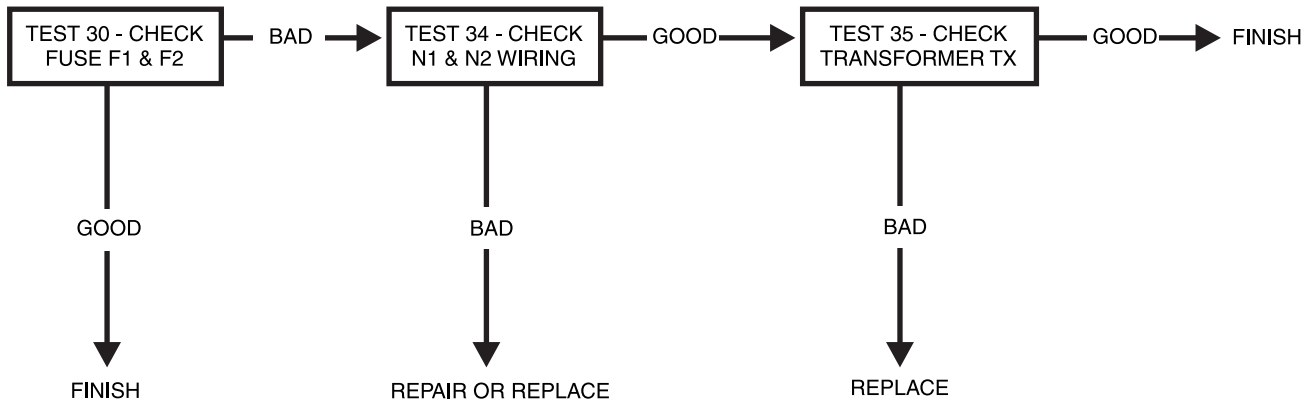 TEST 30 - CHECK
FUSE F1 & F2
BAD
TEST 34 - CHECK
N1 & N2 WIRING
GOOD
TEST 35 - CHECK
TRANSFORMER TX
GOOD
FINISH
GOOD
BAD
BAD
FINISH
REPAIR OR REPLACE
REPLACE